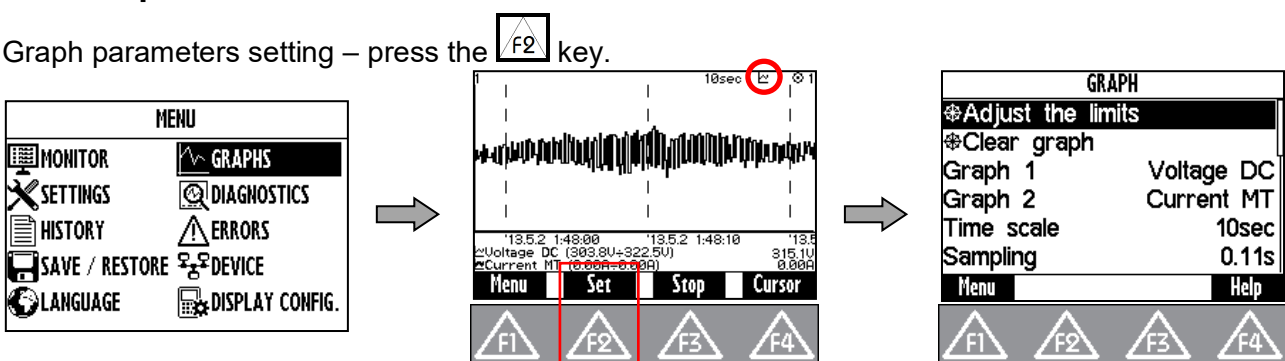 Graph parameters setting – press the F2 key.
MENU
MONITOR GRAPHS
SETTINGS DIAGNOSTICS
HISTORY ERRORS
SAVE / RESTORE DEVICE
LANGUAGE DISPLAY CONFIG.
1 10sec 1
'13.5.2 1:48:00 '13.5.2 1:48:10 '13.5
Voltage DC (303.8V÷322.5V) 315.1V
Current MT (0.00A÷0.00A) 0.00A
Menu Set Stop Cursor
F1 F2 F3 F4
GRAPH
Adjust the limits
Clear graph
Graph 1 Voltage DC
Graph 2 Current MT
Time scale 10sec
Sampling 0.11s
Menu Help
F1 F2 F3 F4